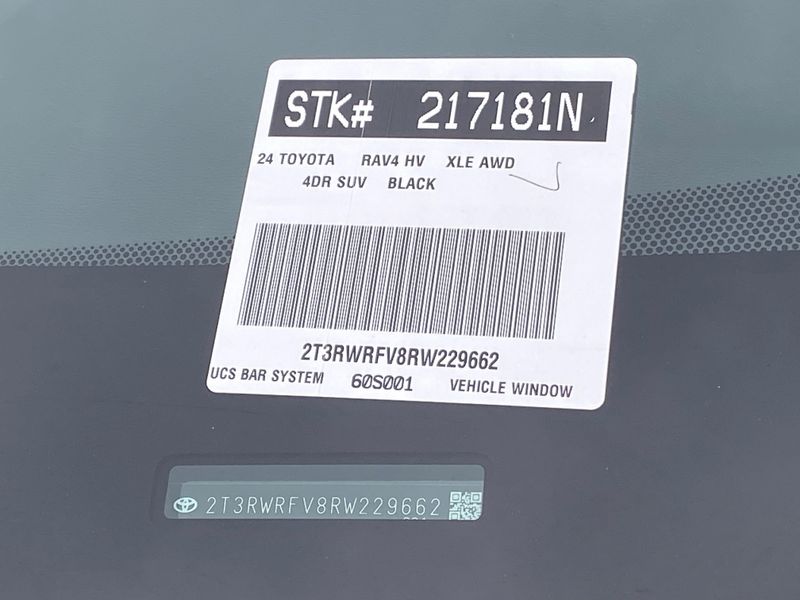 STK# 217181N
24 TOYOTA RAV4 HV XLE AWD
4DR SUV BLACK
2T3RWRFV8RW229662
UCS BAR SYSTEM 60S001 VEHICLE WINDOW
2T3RWRFV8RW229662